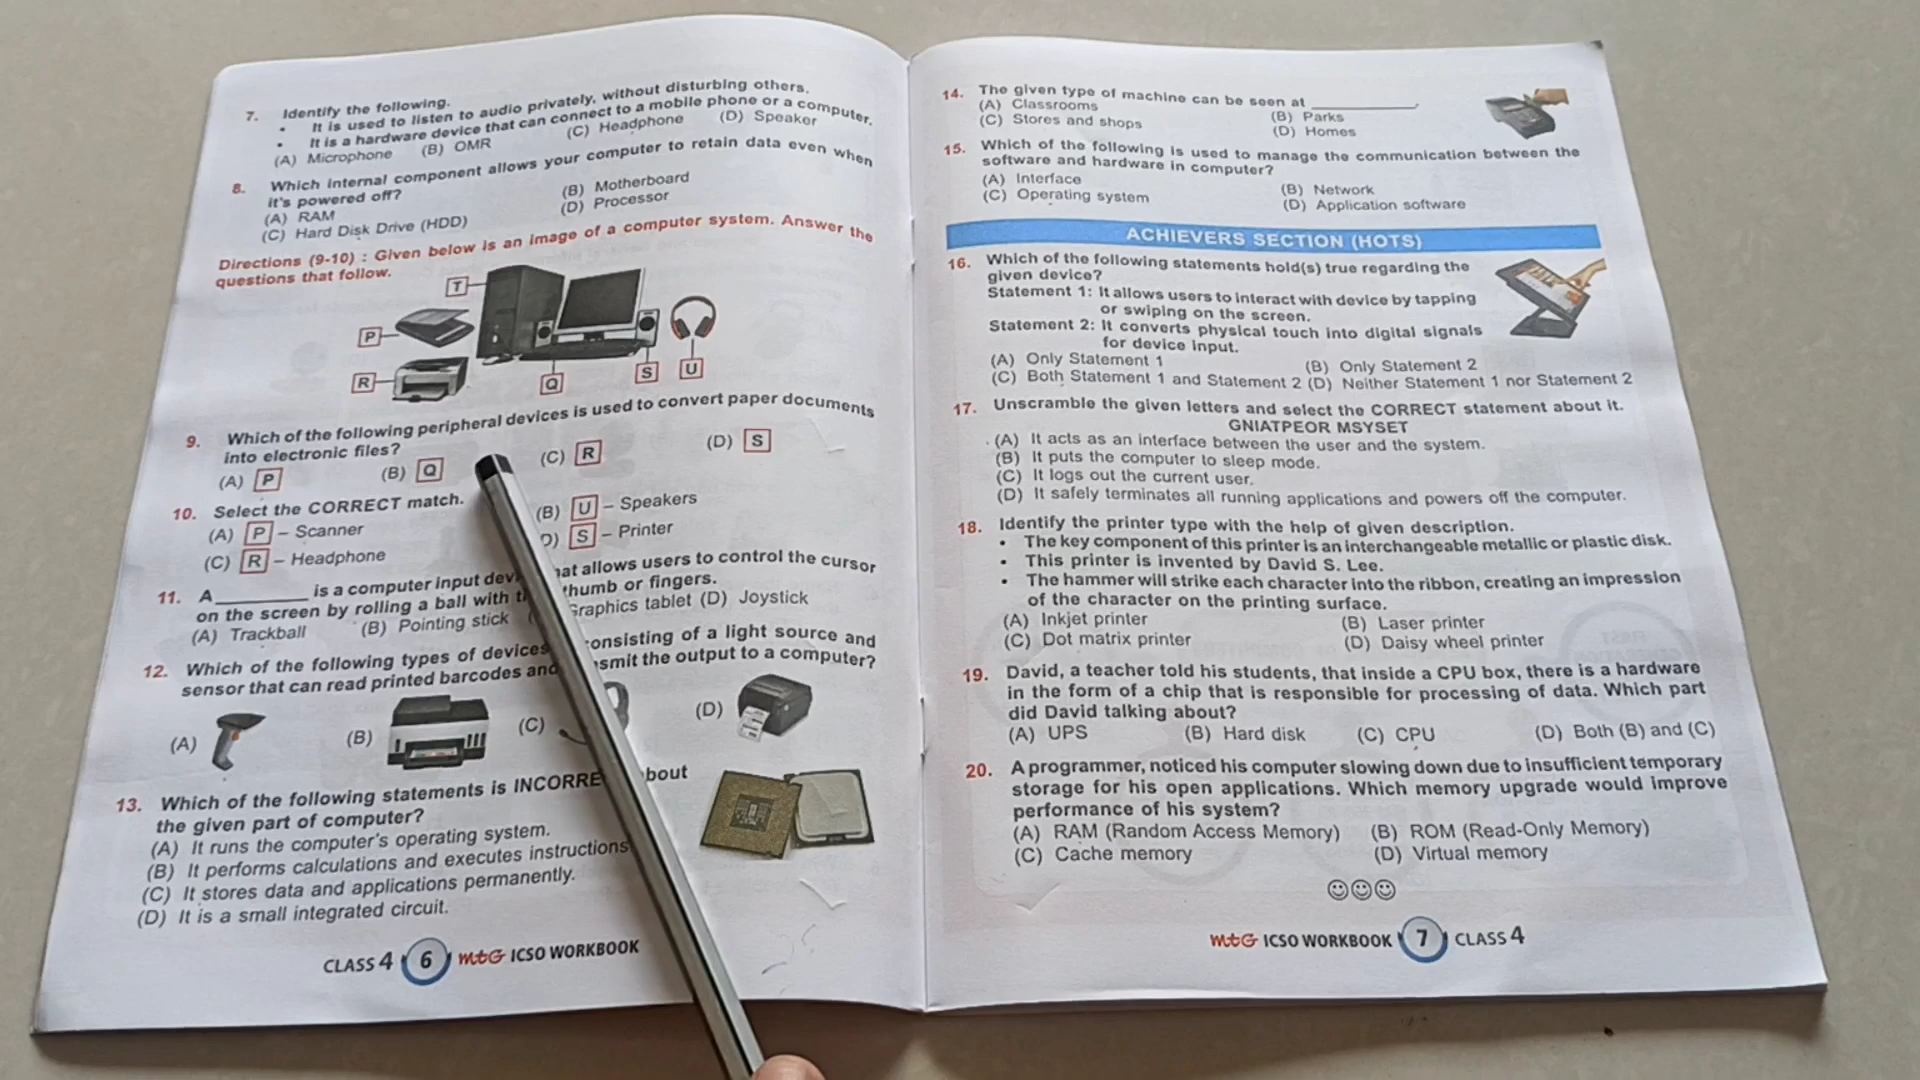 7. Identify the following.
• It is used to listen to audio privately, without disturbing others.
• It is a hardware device that can connect to a mobile phone or a computer.
(A) Microphone (B) OMR (C) Headphone (D) Speaker
8. Which internal component allows your computer to retain data even when
it's powered off?
(A) RAM (B) Motherboard
(C) Hard Disk Drive (HDD) (D) Processor
Directions (9-10) : Given below is an image of a computer system. Answer the
questions that follow.
T
P
R
Q
S
U
9. Which of the following peripheral devices is used to convert paper documents
into electronic files?
(A) P (B) Q (C) R (D) S
10. Select the CORRECT match.
(A) P – Scanner (B) U – Speakers
(C) R – Headphone D) S – Printer
11. A________ is a computer input dev hat allows users to control the cursor
on the screen by rolling a ball with thumb or fingers.
(A) Trackball (B) Pointing stick Graphics tablet (D) Joystick
12. Which of the following types of devices consisting of a light source and
sensor that can read printed barcodes and smit the output to a computer?
(A) (B) (C) (D)
13. Which of the following statements is INCORRE bout
the given part of computer?
(A) It runs the computer's operating system.
(B) It performs calculations and executes instructions
(C) It stores data and applications permanently.
(D) It is a small integrated circuit.
CLASS 4 6 mtG ICSO WORKBOOK
14. The given type of machine can be seen at ________.
(A) Classrooms (B) Parks
(C) Stores and shops (D) Homes
15. Which of the following is used to manage the communication between the
software and hardware in computer?
(A) Interface (B) Network
(C) Operating system (D) Application software
ACHIEVERS SECTION (HOTS)
16. Which of the following statements hold(s) true regarding the
given device?
Statement 1: It allows users to interact with device by tapping
or swiping on the screen.
Statement 2: It converts physical touch into digital signals
for device input.
(A) Only Statement 1 (B) Only Statement 2
(C) Both Statement 1 and Statement 2 (D) Neither Statement 1 nor Statement 2
17. Unscramble the given letters and select the CORRECT statement about it.
GNIATPEOR MSYSET
(A) It acts as an interface between the user and the system.
(B) It puts the computer to sleep mode.
(C) It logs out the current user.
(D) It safely terminates all running applications and powers off the computer.
18. Identify the printer type with the help of given description.
• The key component of this printer is an interchangeable metallic or plastic disk.
• This printer is invented by David S. Lee.
• The hammer will strike each character into the ribbon, creating an impression
of the character on the printing surface.
(A) Inkjet printer (B) Laser printer
(C) Dot matrix printer (D) Daisy wheel printer
19. David, a teacher told his students, that inside a CPU box, there is a hardware
in the form of a chip that is responsible for processing of data. Which part
did David talking about?
(A) UPS (B) Hard disk (C) CPU (D) Both (B) and (C)
20. A programmer, noticed his computer slowing down due to insufficient temporary
storage for his open applications. Which memory upgrade would improve
performance of his system?
(A) RAM (Random Access Memory) (B) ROM (Read-Only Memory)
(C) Cache memory (D) Virtual memory
mtG ICSO WORKBOOK 7 CLASS 4